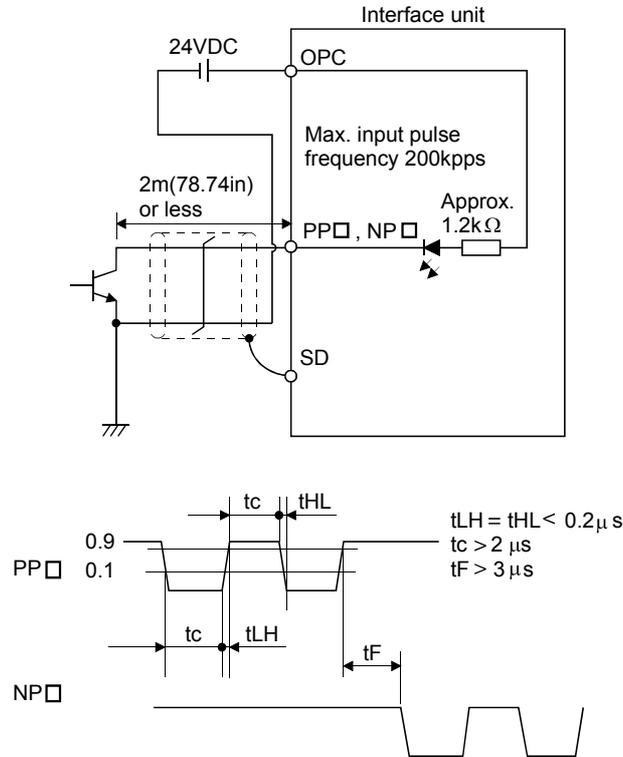 Interface unit
24VDC
OPC
Max. input pulse
frequency 200kpps
2m(78.74in)
or less
Approx.
1.2kΩ
PP□ , NP□
SD
tc tHL
tLH = tHL< 0.2μs
tc > 2 μs
tF > 3 μs
0.9
PP□
0.1
tc tLH
tF
NP□